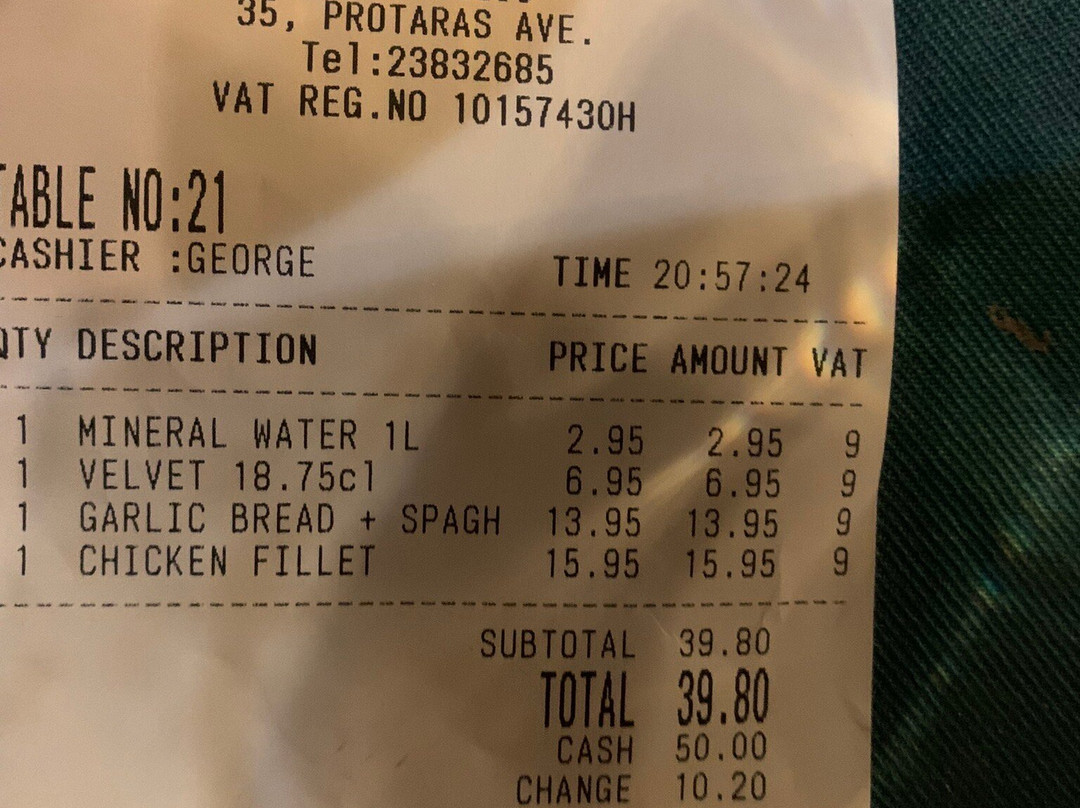 35, PROTARAS AVE.
Tel:23832685
VAT REG.NO 10157430H
TABLE NO:21
CASHIER :GEORGE TIME 20:57:24
QTY DESCRIPTION PRICE AMOUNT VAT
1 MINERAL WATER 1L 2.95 2.95 9
1 VELVET 18.75cl 6.95 6.95 9
1 GARLIC BREAD + SPAGH 13.95 13.95 9
1 CHICKEN FILLET 15.95 15.95 9
SUBTOTAL 39.80
TOTAL 39.80
CASH 50.00
CHANGE 10.20